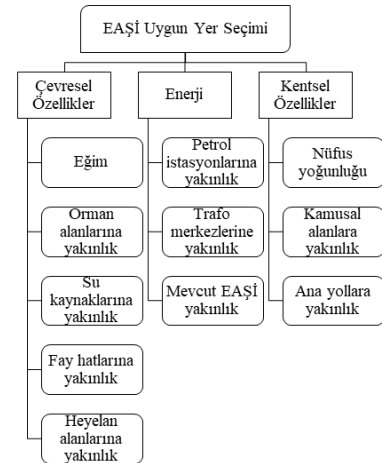 EAŞİ Uygun Yer Seçimi
Çevresel
Özellikler
Eğim
Orman
alanlarına
yakınlık
Su
kaynaklarına
yakınlık
Fay hatlarına
yakınlık
Heyelan
alanlarına
yakınlık
Enerji
Petrol
istasyonlarına
yakınlık
Trafo
merkezlerine
yakınlık
Mevcut EAŞİ
yakınlık
Kentsel
Özellikler
Nüfus
yoğunluğu
Kamusal
alanlara
yakınlık
Ana yollara
yakınlık